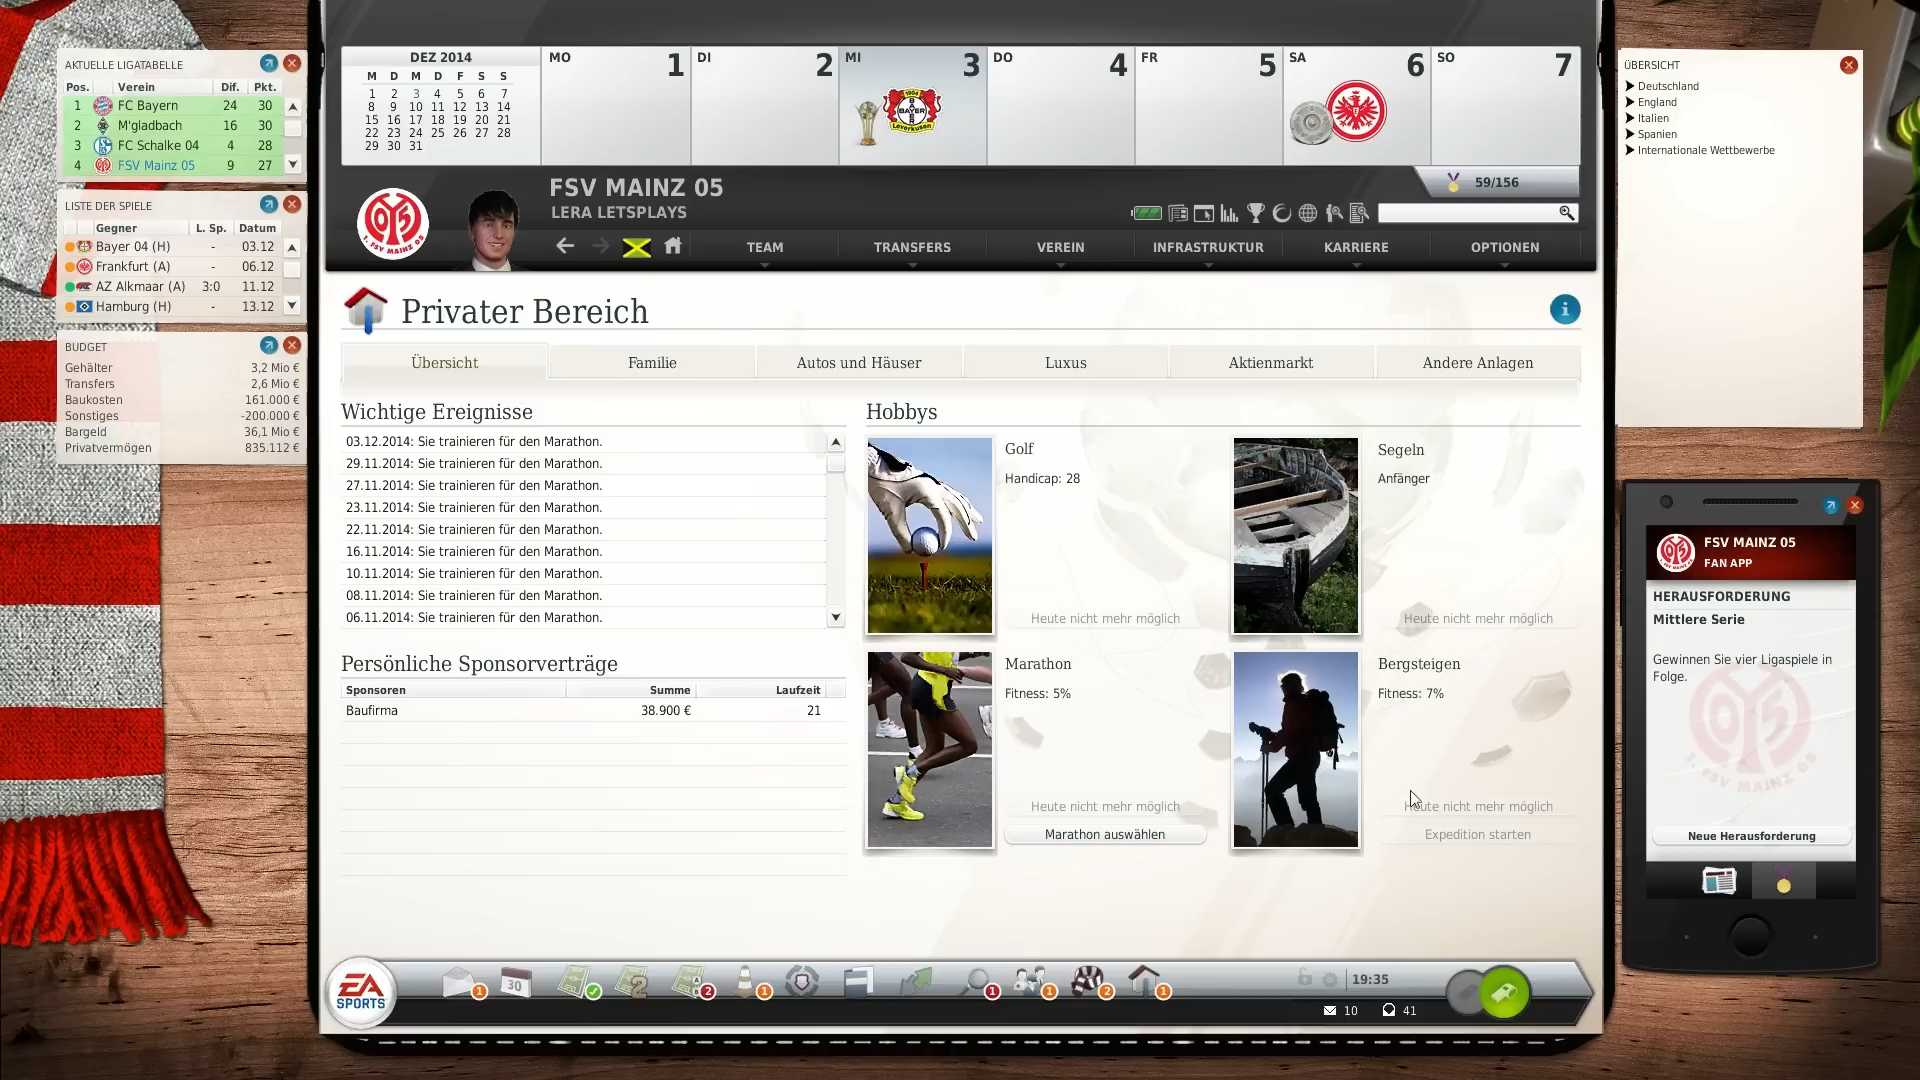 AKTUELLE LIGATABELLE
Pos. Verein Dif. Pkt.
1 FC Bayern 24 30
2 M'gladbach 16 30
3 FC Schalke 04 4 28
4 FSV Mainz 05 9 27
LISTE DER SPIELE
Gegner L. Sp. Datum
Bayer 04 (H) - 03.12
Frankfurt (A) - 06.12
AZ Alkmaar (A) 3:0 11.12
Hamburg (H) - 13.12
BUDGET
Gehälter 3,2 Mio €
Transfers 2,6 Mio €
Baukosten 161.000 €
Sonstiges -200.000 €
Bargeld 36,1 Mio €
Privatvermögen 835.112 €
DEZ 2014
M D M D F S S
1 2 3 4 5 6 7
8 9 10 11 12 13 14
15 16 17 18 19 20 21
22 23 24 25 26 27 28
29 30 31
MO 1 DI 2 MI 3 DO 4 FR 5 SA 6 SO 7
FSV MAINZ 05
LERA LETSPLAYS
59/156
TEAM TRANSFERS VEREIN INFRASTRUKTUR KARRIERE OPTIONEN
Privater Bereich
Übersicht Familie Autos und Häuser Luxus Aktienmarkt Andere Anlagen
Wichtige Ereignisse
03.12.2014: Sie trainieren für den Marathon.
29.11.2014: Sie trainieren für den Marathon.
27.11.2014: Sie trainieren für den Marathon.
23.11.2014: Sie trainieren für den Marathon.
22.11.2014: Sie trainieren für den Marathon.
16.11.2014: Sie trainieren für den Marathon.
10.11.2014: Sie trainieren für den Marathon.
08.11.2014: Sie trainieren für den Marathon.
06.11.2014: Sie trainieren für den Marathon.
Persönliche Sponsorverträge
Sponsoren Summe Laufzeit
Baufirma 38.900 € 21
Hobbys
Golf
Handicap: 28
Heute nicht mehr möglich
Segeln
Anfänger
Heute nicht mehr möglich
Marathon
Fitness: 5%
Heute nicht mehr möglich
Marathon auswählen
Bergsteigen
Fitness: 7%
Heute nicht mehr möglich
Expedition starten
ÜBERSICHT
Deutschland
England
Italien
Spanien
Internationale Wettbewerbe
FSV MAINZ 05
FAN APP
HERAUSFORDERUNG
Mittlere Serie
Gewinnen Sie vier Ligaspiele in
Folge.
Neue Herausforderung
EA
SPORTS
1 30 2 2 1 1 1 2 1
19:35
10 41